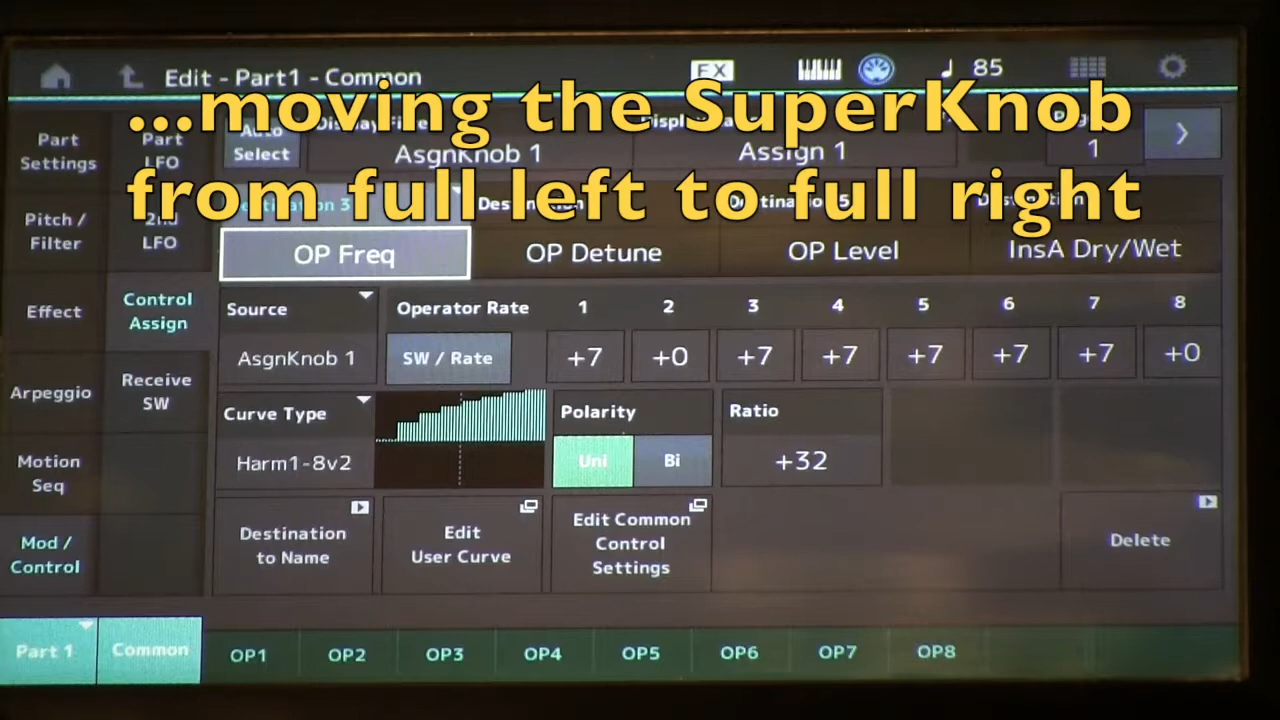 Edit - Part1 - Common
FX
♩ 85
...moving the SuperKnob
from full left to full right
Part
Settings
Part
LFO
Auto
Select
AsgnKnob 1
Assign 1
1
Pitch /
Filter
2nd
LFO
OP Freq
OP Detune
OP Level
InsA Dry/Wet
Effect
Control
Assign
Source
AsgnKnob 1
Operator Rate
1 2 3 4 5 6 7 8
SW / Rate
+7 +0 +7 +7 +7 +7 +7 +0
Arpeggio
Receive
SW
Curve Type
Harm1-8v2
Polarity
Uni Bi
Ratio
+32
Motion
Seq
Mod /
Control
Destination
to Name
Edit
User Curve
Edit Common
Control
Settings
Delete
Part 1
Common
OP1 OP2 OP3 OP4 OP5 OP6 OP7 OP8